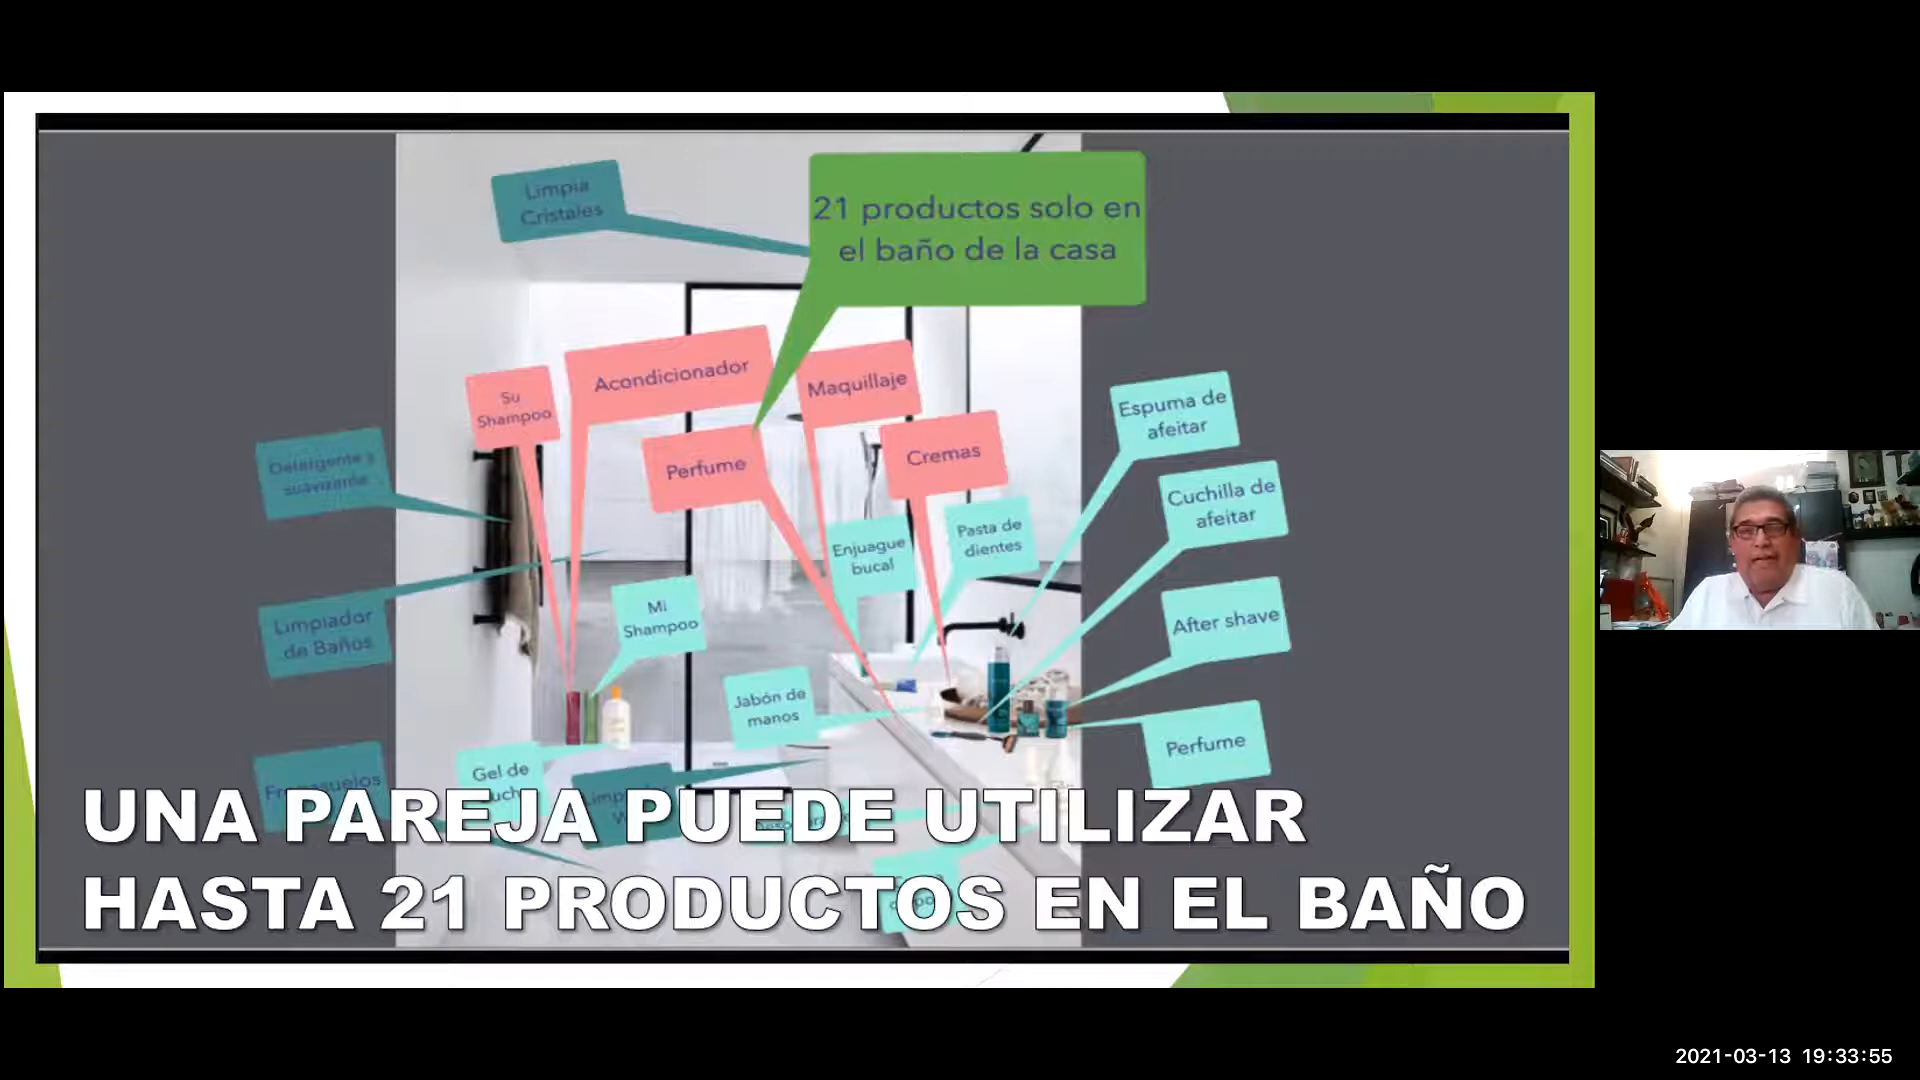 Limpia
Cristales
21 productos solo en
el baño de la casa
Su
Shampoo
Acondicionador
Maquillaje
Perfume
Cremas
Espuma de
afeitar
Detergente y
suavizante
Cuchilla de
afeitar
Enjuague
bucal
Pasta de
dientes
Limpiador
de Baños
Mi
Shampoo
After shave
Jabón de
manos
Perfume
Gel de
UNA PAREJA PUEDE UTILIZAR
HASTA 21 PRODUCTOS EN EL BAÑO
2021-03-13 19:33:55